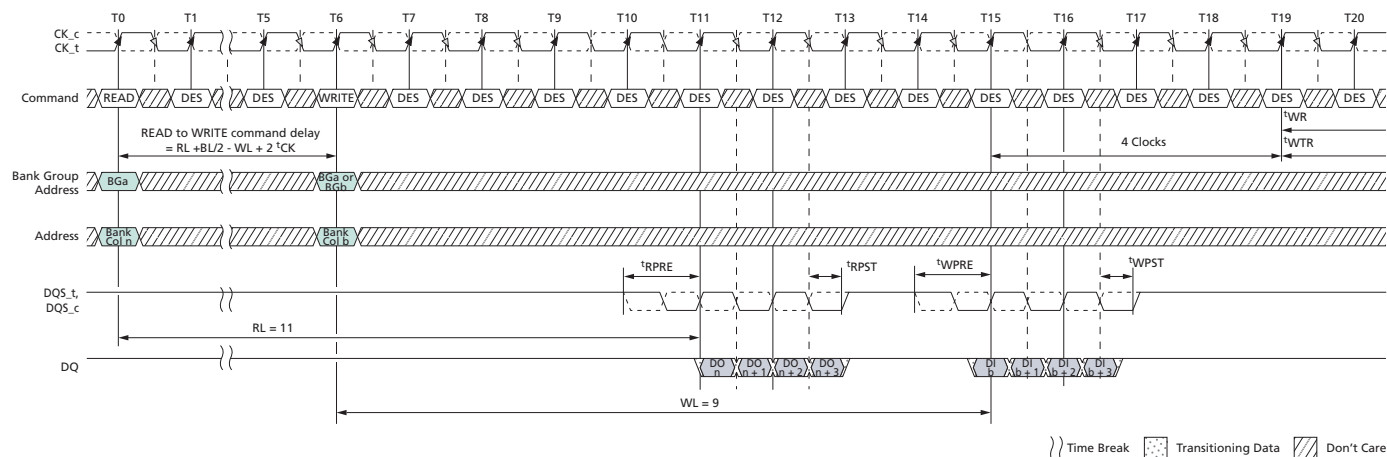 T0 T1 T5 T6 T7 T8 T9 T10 T11 T12 T13 T14 T15 T16 T17 T18 T19 T20
CK_c
CK_t
Command READ DES DES WRITE DES DES DES DES DES DES DES DES DES DES DES DES DES DES
tWR
READ to WRITE command delay
= RL +BL/2 - WL + 2 tCK
4 Clocks
tWTR
Bank Group
Address
BGa
BGa or
BGb
Address
Bank
Col n
Bank
Col b
tRPRE tRPST tWPRE tWPST
DQS_t,
DQS_c
RL = 11
DQ
DO
n
DO
n + 1
DO
n + 2
DO
n + 3
DI
b
DI
b + 1
DI
b + 2
DI
b + 3
WL = 9
Time Break Transitioning Data Don't Care